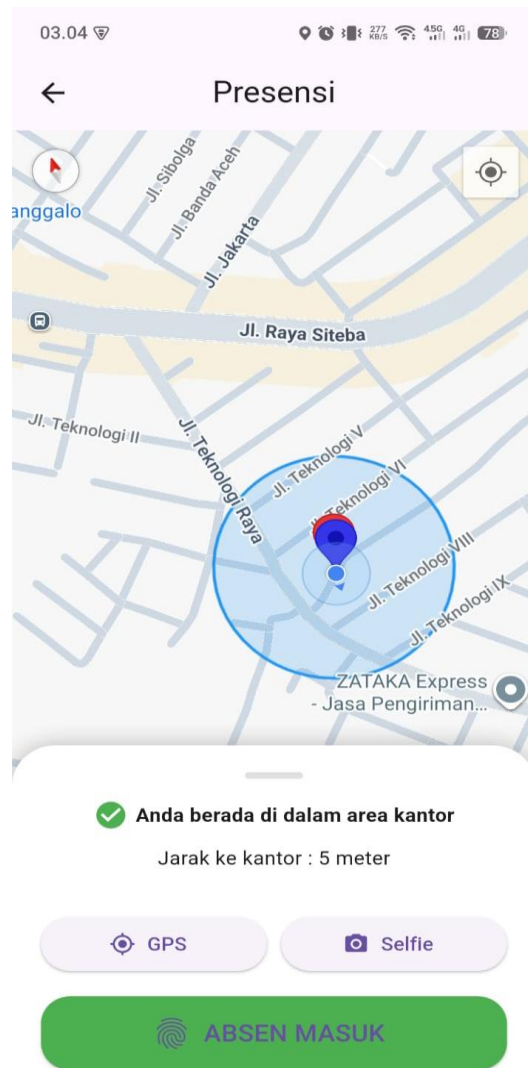 03.04
277
KB/S
4.5G
4G
78
Presensi
Jl. Sibolga
Jl. Banda Aceh
anggalo
Jl. Jakarta
Jl. Raya Siteba
Jl. Teknologi II
Jl. Teknologi Raya
Jl. Teknologi V
Jl. Teknologi VI
Jl. Teknologi VIII
Jl. Teknologi IX
ZATAKA Express
- Jasa Pengiriman...
Anda berada di dalam area kantor
Jarak ke kantor : 5 meter
GPS
Selfie
ABSEN MASUK